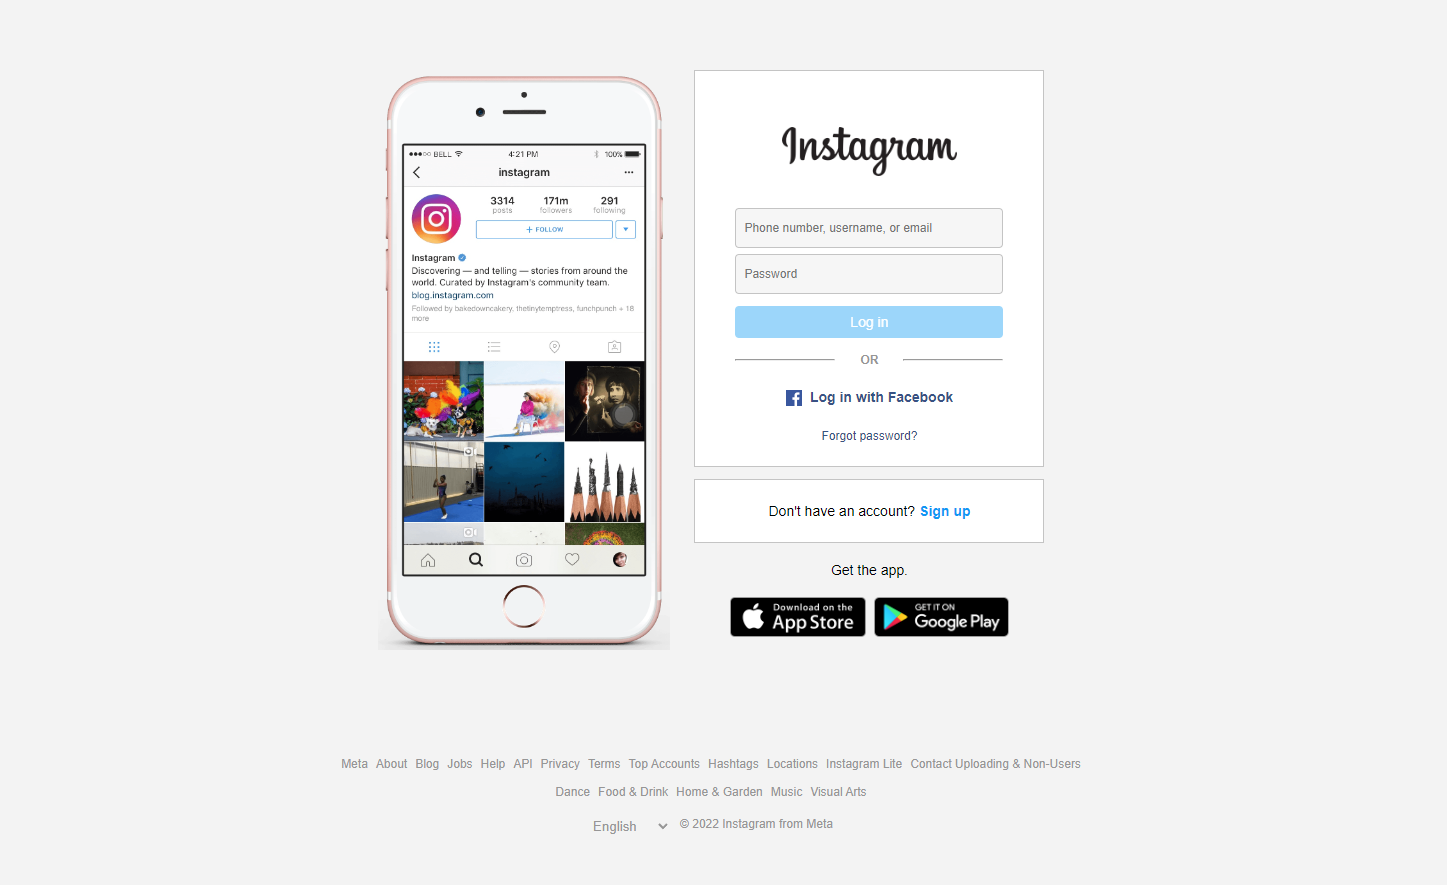 BELL 4:21 PM 100%
instagram
3314 171m 291
posts followers following
+ FOLLOW
Instagram
Discovering — and telling — stories from around the
world. Curated by Instagram's community team.
blog.instagram.com
Followed by bakedowncakery, thetinytemptress, funchpunch + 18
more
Instagram
Phone number, username, or email
Password
Log in
OR
Log in with Facebook
Forgot password?
Don't have an account? Sign up
Get the app.
Download on the
App Store
GET IT ON
Google Play
Meta About Blog Jobs Help API Privacy Terms Top Accounts Hashtags Locations Instagram Lite Contact Uploading & Non-Users
Dance Food & Drink Home & Garden Music Visual Arts
English © 2022 Instagram from Meta